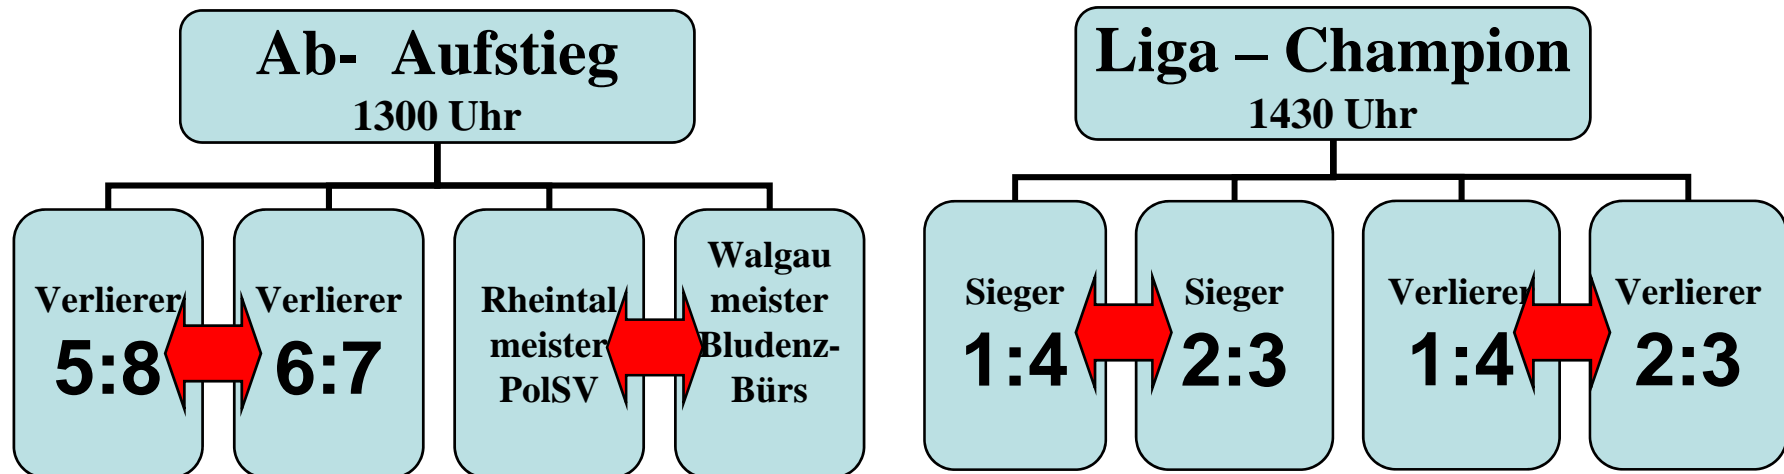 Ab- Aufstieg
1300 Uhr
Verlierer
5:8
Verlierer
6:7
Rheintal
meister
PolSV
Walgau
meister
Bludenz-
Bürs
Liga – Champion
1430 Uhr
Sieger
1:4
Sieger
2:3
Verlierer
1:4
Verlierer
2:3